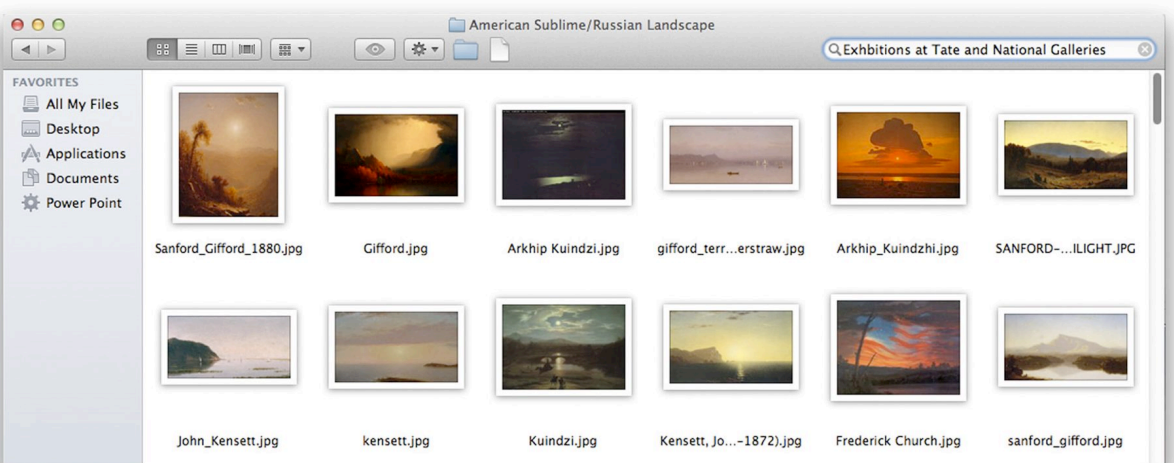 American Sublime/Russian Landscape
Exhbitions at Tate and National Galleries
FAVORITES
All My Files
Desktop
Applications
Documents
Power Point
Sanford_Gifford_1880.jpg
Gifford.jpg
Arkhip Kuindzi.jpg
gifford_terr...erstraw.jpg
Arkhip_Kuindzhi.jpg
SANFORD-...ILIGHT.JPG
John_Kensett.jpg
kensett.jpg
Kuindzi.jpg
Kensett, Jo...-1872).jpg
Frederick Church.jpg
sanford_gifford.jpg